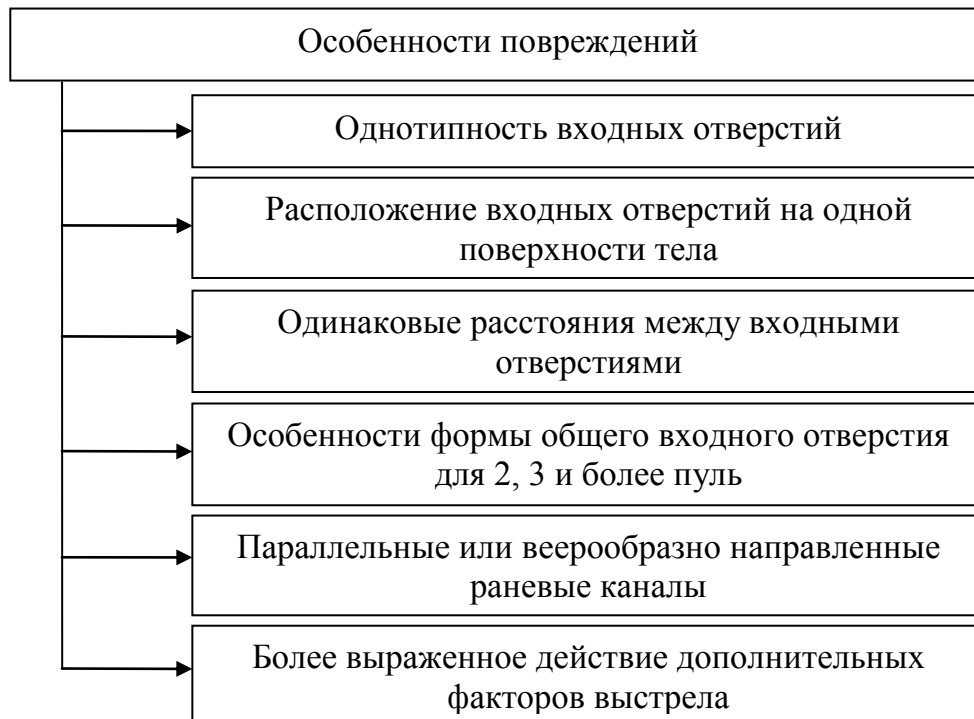 Особенности повреждений
Однотипность входных отверстий
Расположение входных отверстий на одной
поверхности тела
Одинаковые расстояния между входными
отверстиями
Особенности формы общего входного отверстия
для 2, 3 и более пуль
Параллельные или веерообразно направленные
раневые каналы
Более выраженное действие дополнительных
факторов выстрела